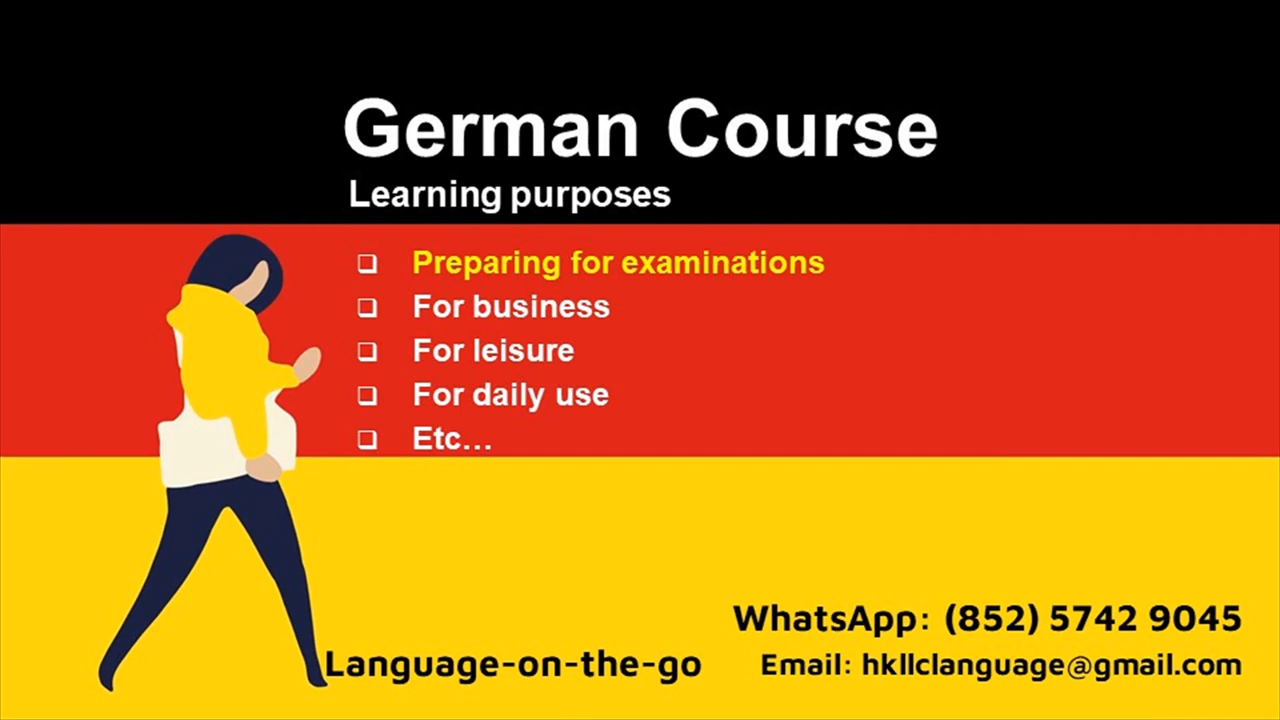 German Course
Learning purposes
❑ Preparing for examinations
❑ For business
❑ For leisure
❑ For daily use
❑ Etc...
WhatsApp: (852) 5742 9045
Language-on-the-go
Email: hkllclanguage@gmail.com